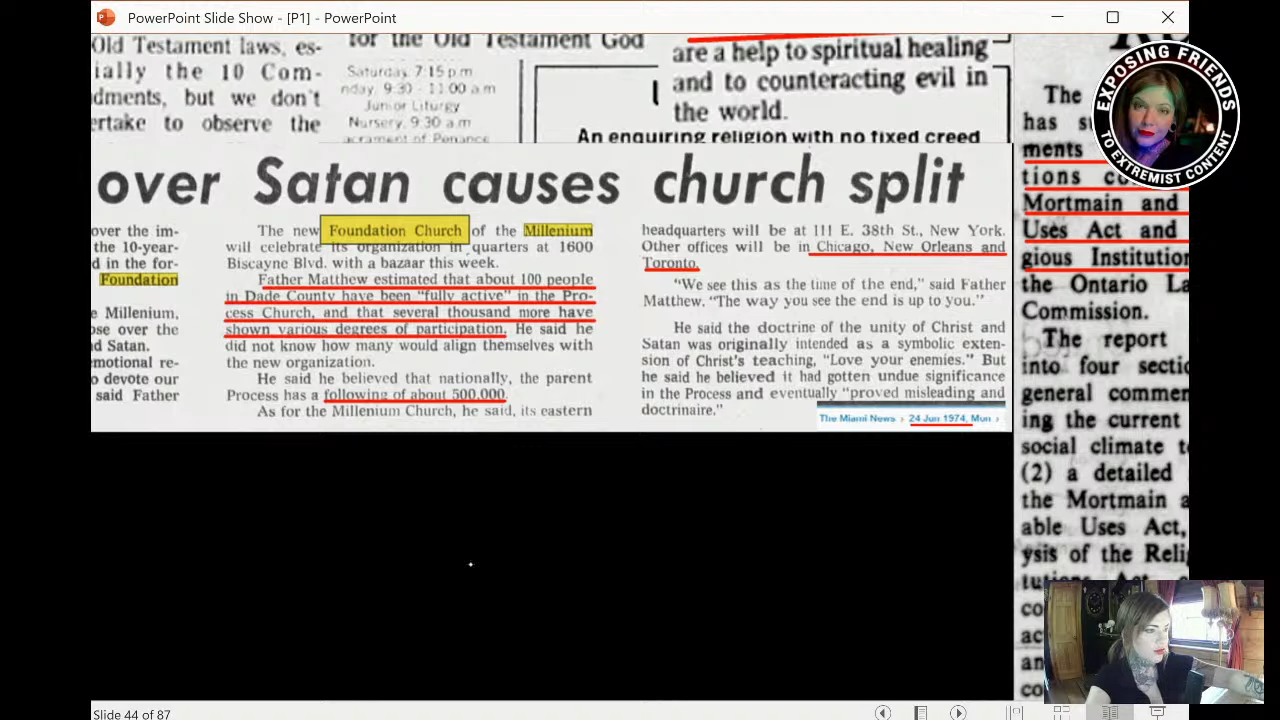 PowerPoint Slide Show - [P1] - PowerPoint
Old Testament laws, es-
ially the 10 Com-
dments, but we don't
ertake to observe the
for the Old Testament God
Saturday, 7:15 p m
nday, 9:30 - 11:00 a m
Junior Liturgy
Nursery, 9:30 a.m
acrament of Penance
are a help to spiritual healing
and to counteracting evil in
the world.
An enquiring religion with no fixed creed
over Satan causes church split
over the im-
the 10-year-
d in the for-
Foundation
e Millenium,
ose over the
d Satan.
emotional re-
o devote our
said Father
The new Foundation Church of the Millenium
will celebrate its organization in quarters at 1600
Biscayne Blvd. with a bazaar this week.
Father Matthew estimated that about 100 people
in Dade County have been "fully active" in the Pro-
cess Church, and that several thousand more have
shown various degrees of participation. He said he
did not know how many would align themselves with
the new organization.
He said he believed that nationally, the parent
Process has a following of about 500,000.
As for the Millenium Church, he said, its eastern
headquarters will be at 111 E. 38th St., New York.
Other offices will be in Chicago, New Orleans and
Toronto.
"We see this as the time of the end," said Father
Matthew. "The way you see the end is up to you."
He said the doctrine of the unity of Christ and
Satan was originally intended as a symbolic exten-
sion of Christ's teaching, "Love your enemies." But
he said he believed it had gotten undue significance
in the Process and eventually "proved misleading and
doctrinaire."
The Miami News › 24 Jun 1974, Mon ›
The
has su
ments
tions co
Mortmain and
Uses Act and
gious Institution
the Ontario La
Commission.
The report
into four sectio
general commen
ing the current
social climate t
(2) a detailed
the Mortmain a
able Uses Act,
ysis of the Reli
EXPOSING FRIENDS
TO EXTREMIST CONTENT
Slide 44 of 87